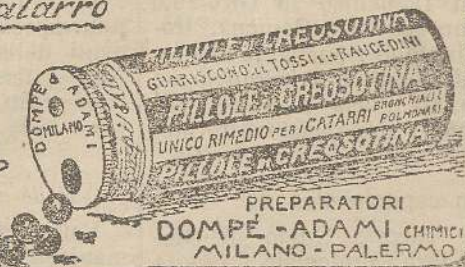 catarro
PILLOLE DI CREOSOTINA
GUARISCONO LE TOSSI E LE RAUCEDINI
PILLOLE DI CREOSOTINA
UNICO RIMEDIO PER I CATARRI BRONCHIALI E POLMONARI
PILLOLE DI CREOSOTINA
DOMPÉ & ADAMI
MILANO
PREPARATORI
DOMPÉ - ADAMI CHIMICI
MILANO - PALERMO